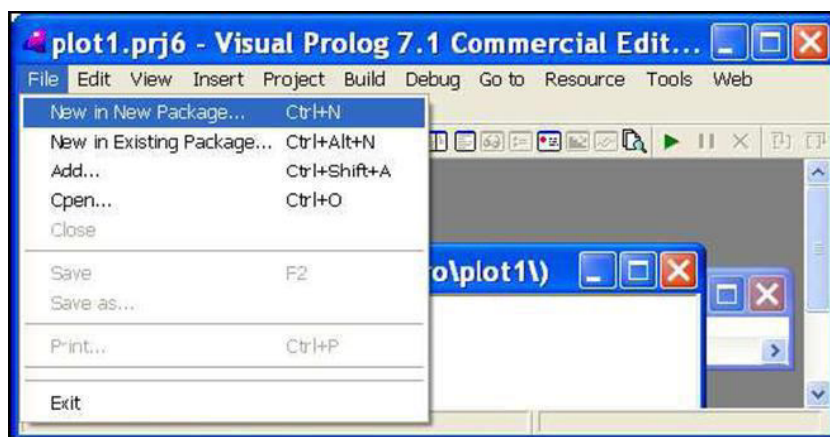 plot1.prj6 - Visual Prolog 7.1 Commercial Edit...
File Edit View Insert Project Build Debug Go to Resource Tools Web
New in New Package... Ctrl+N
New in Existing Package... Ctrl+Alt+N
Add... Ctrl+Shift+A
Open... Ctrl+O
Close
o\plot1\)
Save F2
Save as...
Print... Ctrl+P
Exit